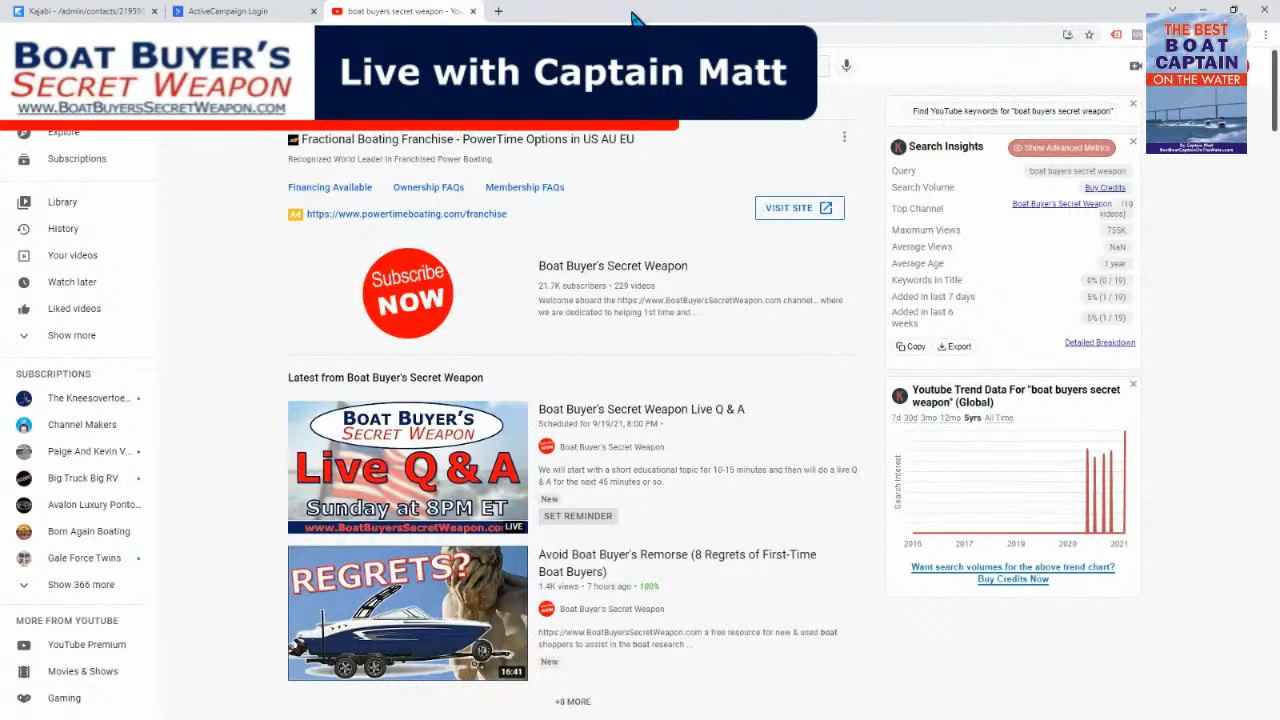 Kajabi - /admin/contacts/21959
ActiveCampaign Login
boat buyers secret weapon - You
BOAT BUYER'S
SECRET WEAPON
WWW.BOATBUYERSSECRETWEAPON.COM
Live with Captain Matt
THE BEST
BOAT
CAPTAIN
ON THE WATER
By Captain Matt
BestBoatCaptainOnTheWater.com
Explore
Subscriptions
Library
History
Your videos
Watch later
Liked videos
Show more
SUBSCRIPTIONS
The Kneesovertoe...
Channel Makers
Paige And Kevin V...
Big Truck Big RV
Avalon Luxury Ponto...
Born Again Boating
Gale Force Twins
Show 366 more
MORE FROM YOUTUBE
YouTube Premium
Movies & Shows
Gaming
Fractional Boating Franchise - PowerTime Options in US AU EU
Recognized World Leader In Franchised Power Boating.
Financing Available Ownership FAQs Membership FAQs
Ad https://www.powertimeboating.com/franchise
VISIT SITE
Subscribe
NOW
Boat Buyer's Secret Weapon
21.7K subscribers • 229 videos
Welcome aboard the https://www.BoatBuyersSecretWeapon.com channel... where
we are dedicated to helping 1st time and ...
Latest from Boat Buyer's Secret Weapon
BOAT BUYER'S
SECRET WEAPON
Live Q & A
Sunday at 8PM ET
www.BoatBuyersSecretWeapon.co
LIVE
Boat Buyer's Secret Weapon Live Q & A
Scheduled for 9/19/21, 8:00 PM •
Boat Buyer's Secret Weapon
We will start with a short educational topic for 10-15 minutes and then will do a live Q
& A for the next 45 minutes or so.
New
SET REMINDER
REGRETS?
16:41
Avoid Boat Buyer's Remorse (8 Regrets of First-Time
Boat Buyers)
1.4K views • 7 hours ago • 100%
Boat Buyer's Secret Weapon
https://www.BoatBuyersSecretWeapon.com a free resource for new & used boat
shoppers to assist in the boat research ...
New
+8 MORE
Find YouTube keywords for "boat buyers secret weapon"
Search Insights
Show Advanced Metrics
Query boat buyers secret weapon
Search Volume Buy Credits
Top Channel Boat Buyer's Secret Weapon (19
videos)
Maximum Views 755K
Average Views NaN
Average Age 1 year
Keywords in Title 0% (0 / 19)
Added in last 7 days 5% (1 / 19)
Added in last 6
weeks 5% (1 / 19)
Copy Export Detailed Breakdown
Youtube Trend Data For "boat buyers secret
weapon" (Global)
7d 30d 3mo 12mo 5yrs All Time
Search Interest
2016 2017 2018 2019 2020 2021
Want search volumes for the above trend chart?
Buy Credits Now